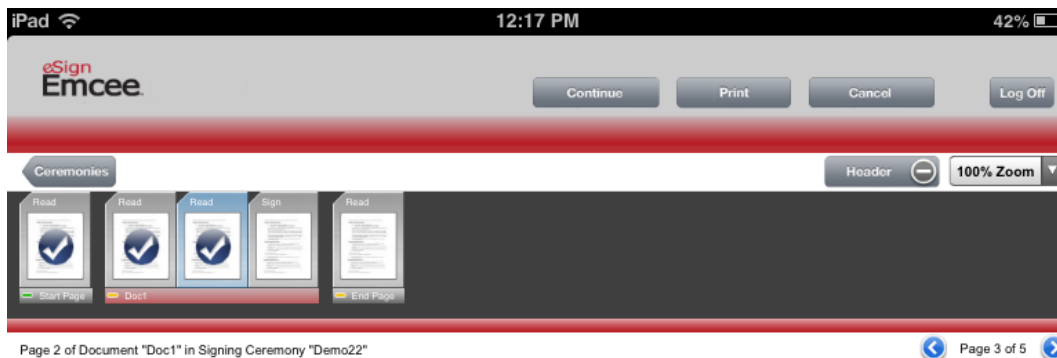 iPad 12:17 PM 42%
eSign
Emcee
Continue Print Cancel Log Off
Ceremonies Header 100% Zoom
Read Read Read Sign Read
Start Page Doc1 End Page
Page 2 of Document "Doc1" in Signing Ceremony "Demo22" Page 3 of 5